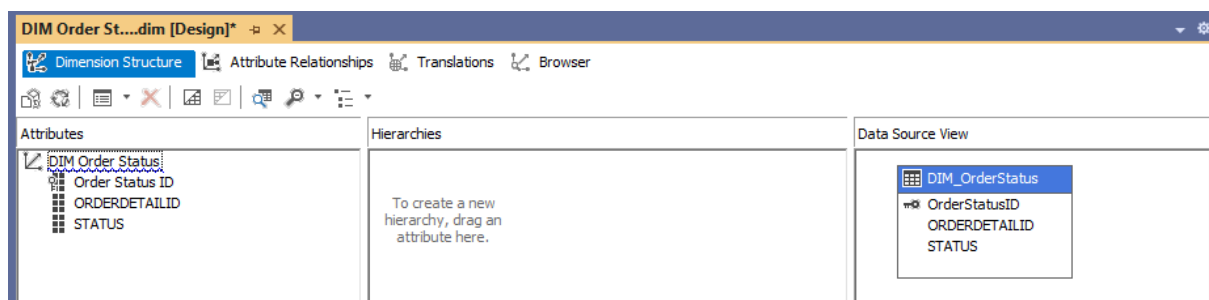 DIM Order St....dim [Design]*
Dimension Structure Attribute Relationships Translations Browser
Attributes
DIM Order Status
Order Status ID
ORDERDETAILID
STATUS
Hierarchies
To create a new
hierarchy, drag an
attribute here.
Data Source View
DIM_OrderStatus
OrderStatusID
ORDERDETAILID
STATUS